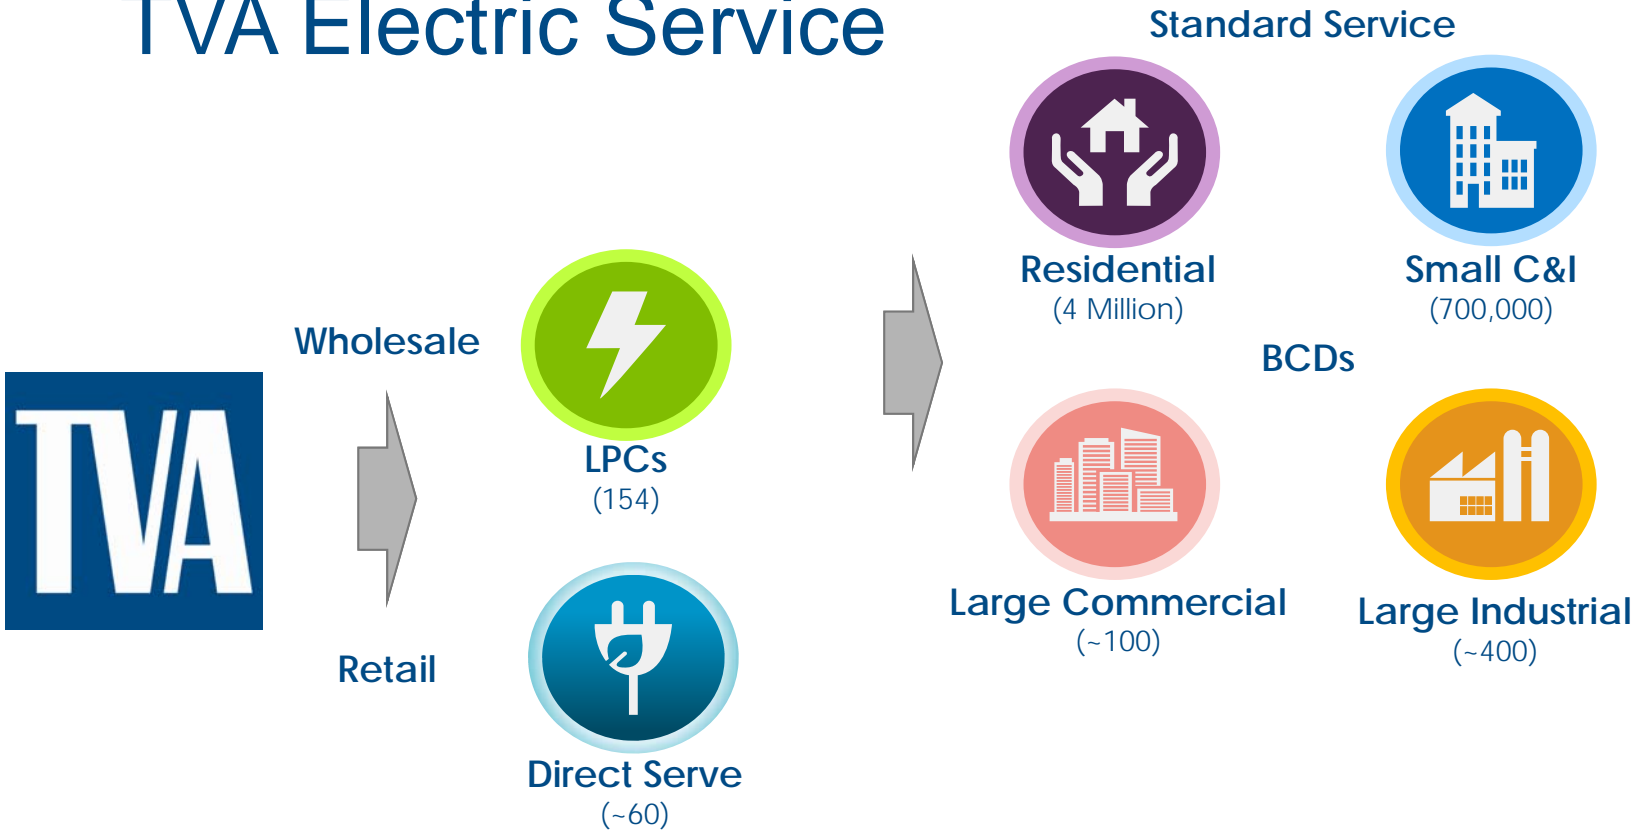 TVA Electric Service
Standard Service
Residential
(4 Million)
Small C&I
(700,000)
Wholesale
BCDs
TVA
LPCs
(154)
Large Commercial
(~100)
Large Industrial
(~400)
Retail
Direct Serve
(~60)